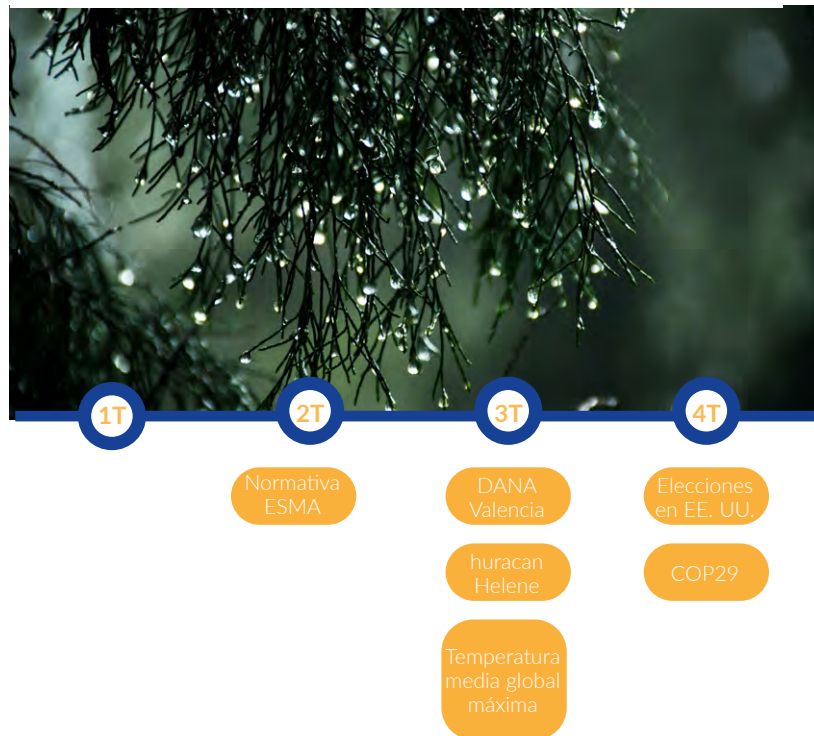 1T
2T
3T
4T
Normativa
ESMA
DANA
Valencia
huracan
Helene
Temperatura
media global
máxima
Elecciones
en EE. UU.
COP29